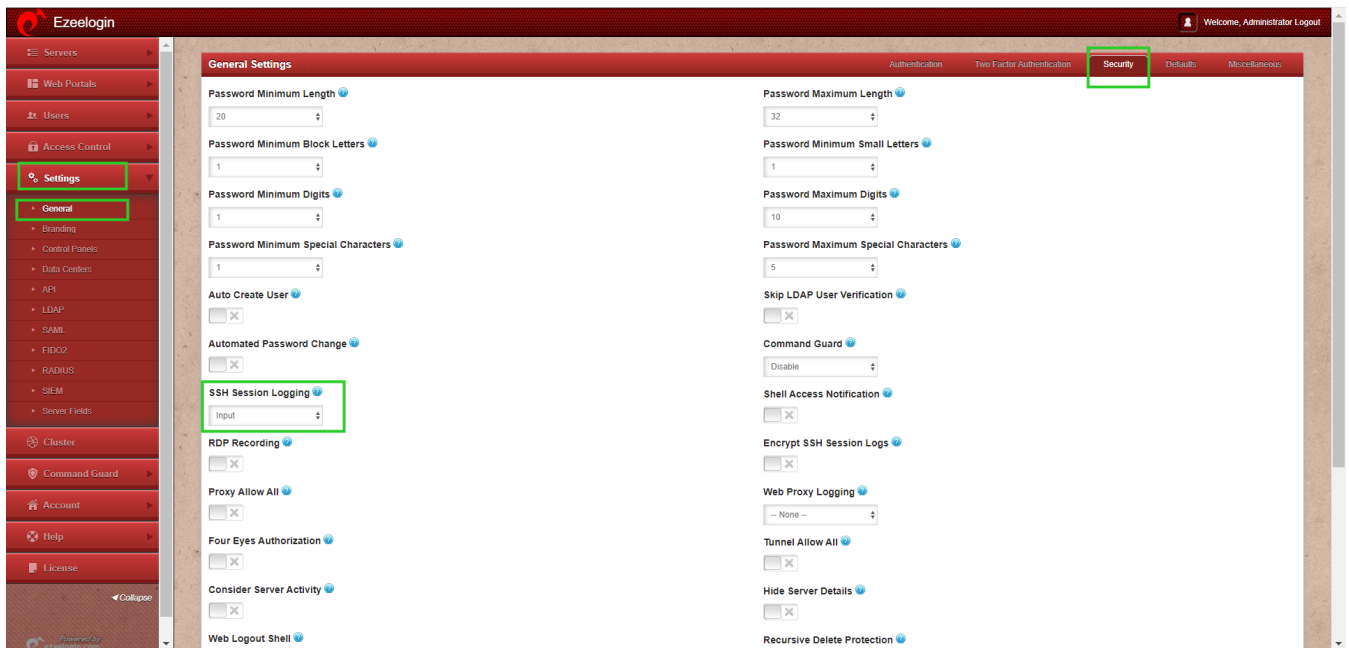 Ezeelogin
Welcome, Administrator Logout
Servers
Web Portals
Users
Access Control
Settings
General
Branding
Control Panels
Data Centers
API
LDAP
SAML
FIDO2
RADIUS
SIEM
Server Fields
Cluster
Command Guard
Account
Help
License
Collapse
Powered by
ezeelogin.com
General Settings
Authentication
Two Factor Authentication
Security
Defaults
Miscellaneous
Password Minimum Length
20
Password Maximum Length
32
Password Minimum Block Letters
1
Password Minimum Small Letters
1
Password Minimum Digits
1
Password Maximum Digits
10
Password Minimum Special Characters
1
Password Maximum Special Characters
5
Auto Create User
Skip LDAP User Verification
Automated Password Change
Command Guard
Disable
SSH Session Logging
Input
Shell Access Notification
RDP Recording
Encrypt SSH Session Logs
Proxy Allow All
Web Proxy Logging
-- None --
Four Eyes Authorization
Tunnel Allow All
Consider Server Activity
Hide Server Details
Web Logout Shell
Recursive Delete Protection